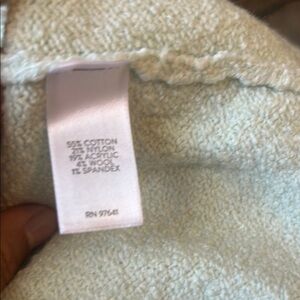 55% COTTON
21% NYLON
19% ACRYLIC
4% WOOL
1% SPANDEX
RN 97641